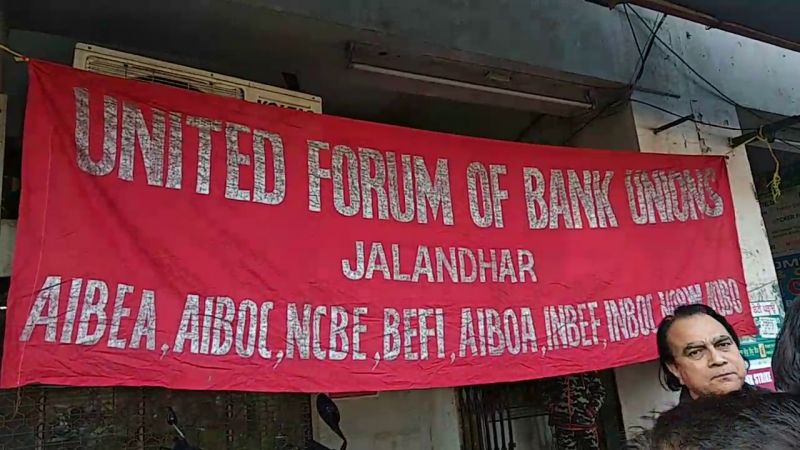 UNITED FORUM OF BANK UNIONS
JALANDHAR
AIBEA, AIBOC, NCBE, BEFI, AIBOA, INBEF, INBOC,